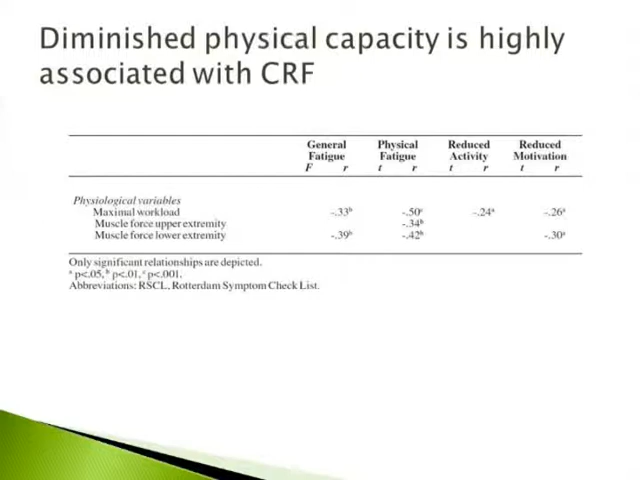 Diminished physical capacity is highly
associated with CRF
General Physical Reduced Reduced
Fatigue Fatigue Activity Motivation
F r t r t r t r
Physiological variables
Maximal workload -.33ᵇ -.50ᶜ -.24ᵃ -.26ᵃ
Muscle force upper extremity -.34ᵇ
Muscle force lower extremity -.39ᵇ -.42ᵇ -.30ᵃ
Only significant relationships are depicted.
ᵃ p<.05, ᵇ p<.01, ᶜ p<.001.
Abbreviations: RSCL, Rotterdam Symptom Check List.